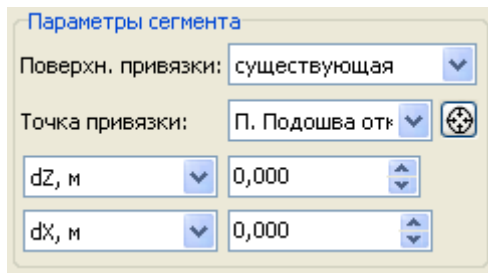 Параметры сегмента
Поверхн. привязки: существующая
Точка привязки: П. Подошва отк
dZ, м 0,000
dX, м 0,000